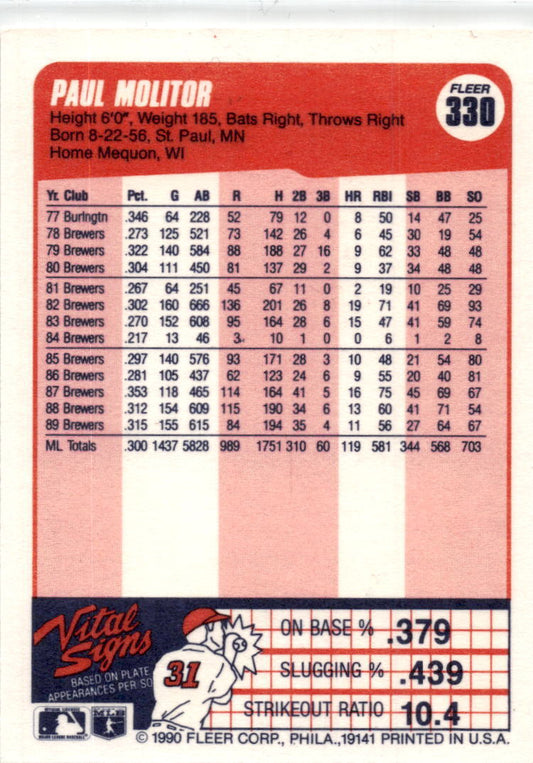 PAUL MOLITOR
FLEER
330
Height 6'0", Weight 185, Bats Right, Throws Right
Born 8-22-56, St. Paul, MN
Home Mequon, WI
Yr. Club Pct. G AB R H 2B 3B HR RBI SB BB SO
77 Burlngtn .346 64 228 52 79 12 0 8 50 14 47 25
78 Brewers .273 125 521 73 142 26 4 6 45 30 19 54
79 Brewers .322 140 584 88 188 27 16 9 62 33 48 48
80 Brewers .304 111 450 81 137 29 2 9 37 34 48 48
81 Brewers .267 64 251 45 67 11 0 2 19 10 25 29
82 Brewers .302 160 666 136 201 26 8 19 71 41 69 93
83 Brewers .270 152 608 95 164 28 6 15 47 41 59 74
84 Brewers .217 13 46 3 10 1 0 0 6 1 2 8
85 Brewers .297 140 576 93 171 28 3 10 48 21 54 80
86 Brewers .281 105 437 62 123 24 6 9 55 20 40 81
87 Brewers .353 118 465 114 164 41 5 16 75 45 69 67
88 Brewers .312 154 609 115 190 34 6 13 60 41 71 54
89 Brewers .315 155 615 84 194 35 4 11 56 27 64 67
ML Totals .300 1437 5828 989 1751 310 60 119 581 344 568 703
Vital Signs
BASED ON PLATE
APPEARANCES PER SO
31
ON BASE % .379
SLUGGING % .439
STRIKEOUT RATIO 10.4
© 1990 FLEER CORP., PHILA., 19141 PRINTED IN U.S.A.